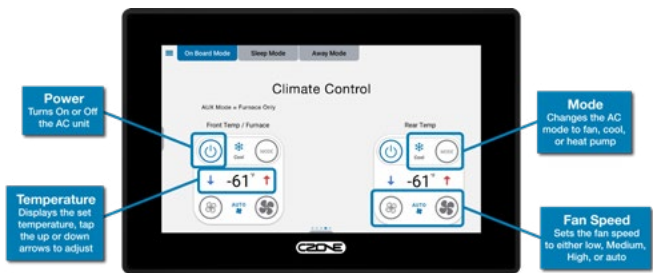 On Board Mode
Sleep Mode
Away Mode
Climate Control
AUX Mode = Furnace Only
Front Temp / Furnace
Rear Temp
Cool
MODE
-61°
AUTO
Cool
MODE
-61°
AUTO
CZONE
Power
Turns On or Off
the AC unit
Temperature
Displays the set
temperature, tap
the up or down
arrows to adjust
Mode
Changes the AC
mode to fan, cool,
or heat pump
Fan Speed
Sets the fan speed
to either low, Medium,
High, or auto